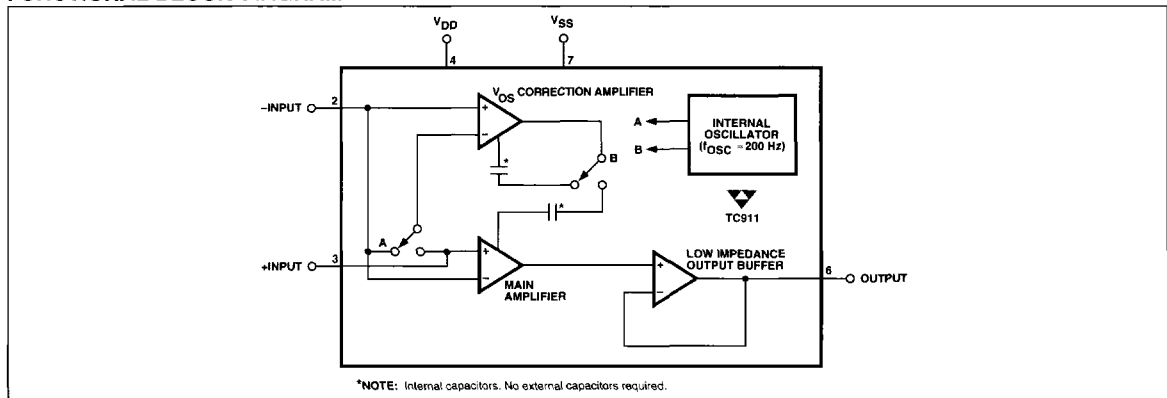 VDD
VSS
4
7
–INPUT
2
VOS CORRECTION AMPLIFIER
+
–
*
A
B
INTERNAL
OSCILLATOR
(fOSC ≈ 200 Hz)
B
*
TC911
A
+INPUT
3
+
–
MAIN
AMPLIFIER
LOW IMPEDANCE
OUTPUT BUFFER
+
–
6
OUTPUT
*NOTE: Internal capacitors. No external capacitors required.